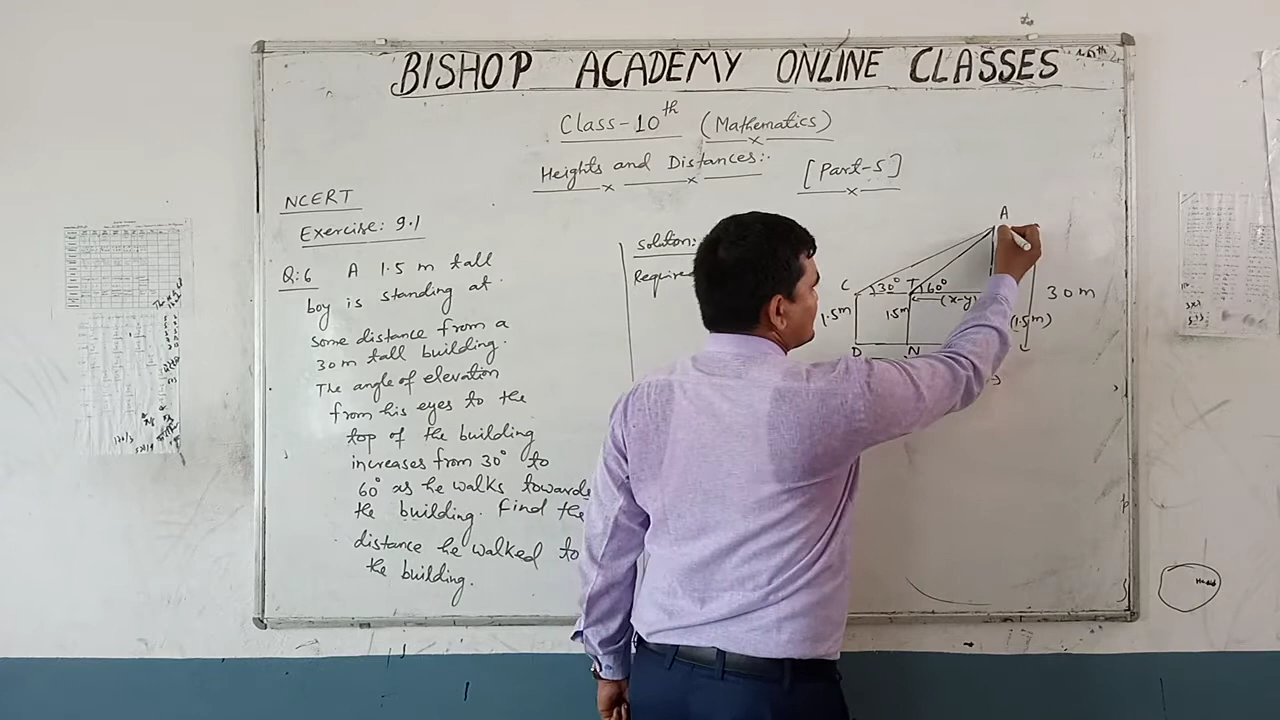 BISHOP ACADEMY ONLINE CLASSES
Class-10th (Mathematics)
Heights and Distances:-
[Part-5]
NCERT
Exercise: 9.1
Q:6 A 1.5 m tall
boy is standing at
some distance from a
30m tall building.
The angle of elevation
from his eyes to the
top of the building
increases from 30° to
60° as he walks towards
the building. Find the
distance he walked to
the building.
Solution:
Require
A
C 30° T 60°
(x-y)
1.5m 1.5m (1.5m) 30m
D N